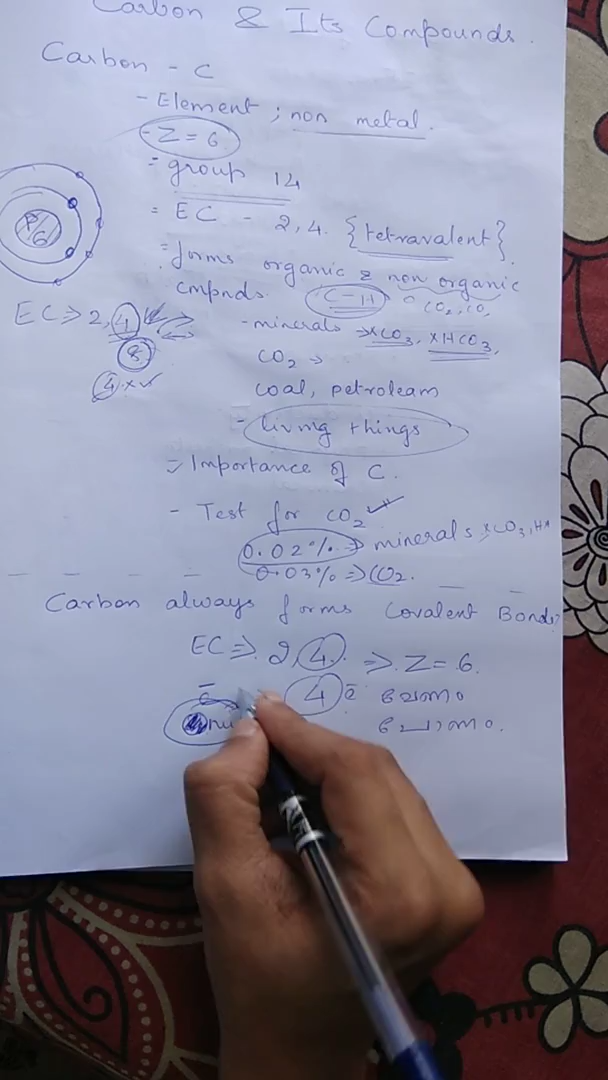 Carbon & Its Compounds.
Carbon - C
- Element ; non metal.
- Z = 6
= group 14
= EC - 2, 4. {tetravalent}.
P/6
= forms organic & non organic
cmpnds. C-H CO2, CO,
EC ⇒ 2, 4
- minerals → XCO3, XHCO3,
8
CO2 →
4
coal, petroleam
- living things
= Importance of C.
- Test for CO2 ✓
0.02% ⇒ minerals XCO3,
0.03% ⇒ CO2.
Carbon always forms Covalent Bonds
EC ⇒ 2, 4. ⇒ Z = 6.
4 e̅ വേണം
പോണം.